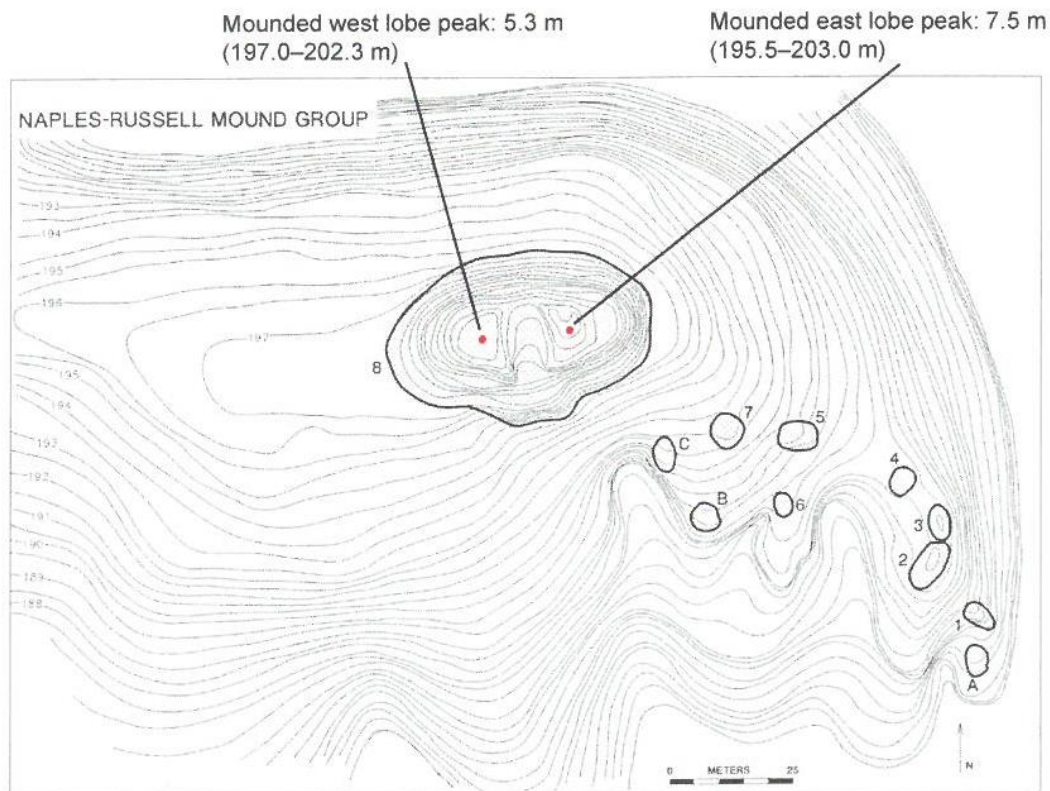 Mounded west lobe peak: 5.3 m
(197.0–202.3 m)
Mounded east lobe peak: 7.5 m
(195.5–203.0 m)
NAPLES-RUSSELL MOUND GROUP
193
194
195
196
197
8
195
194
193
192
191
190
189
188
C
7
5
B
6
4
3
2
1
A
0 METERS 25
N